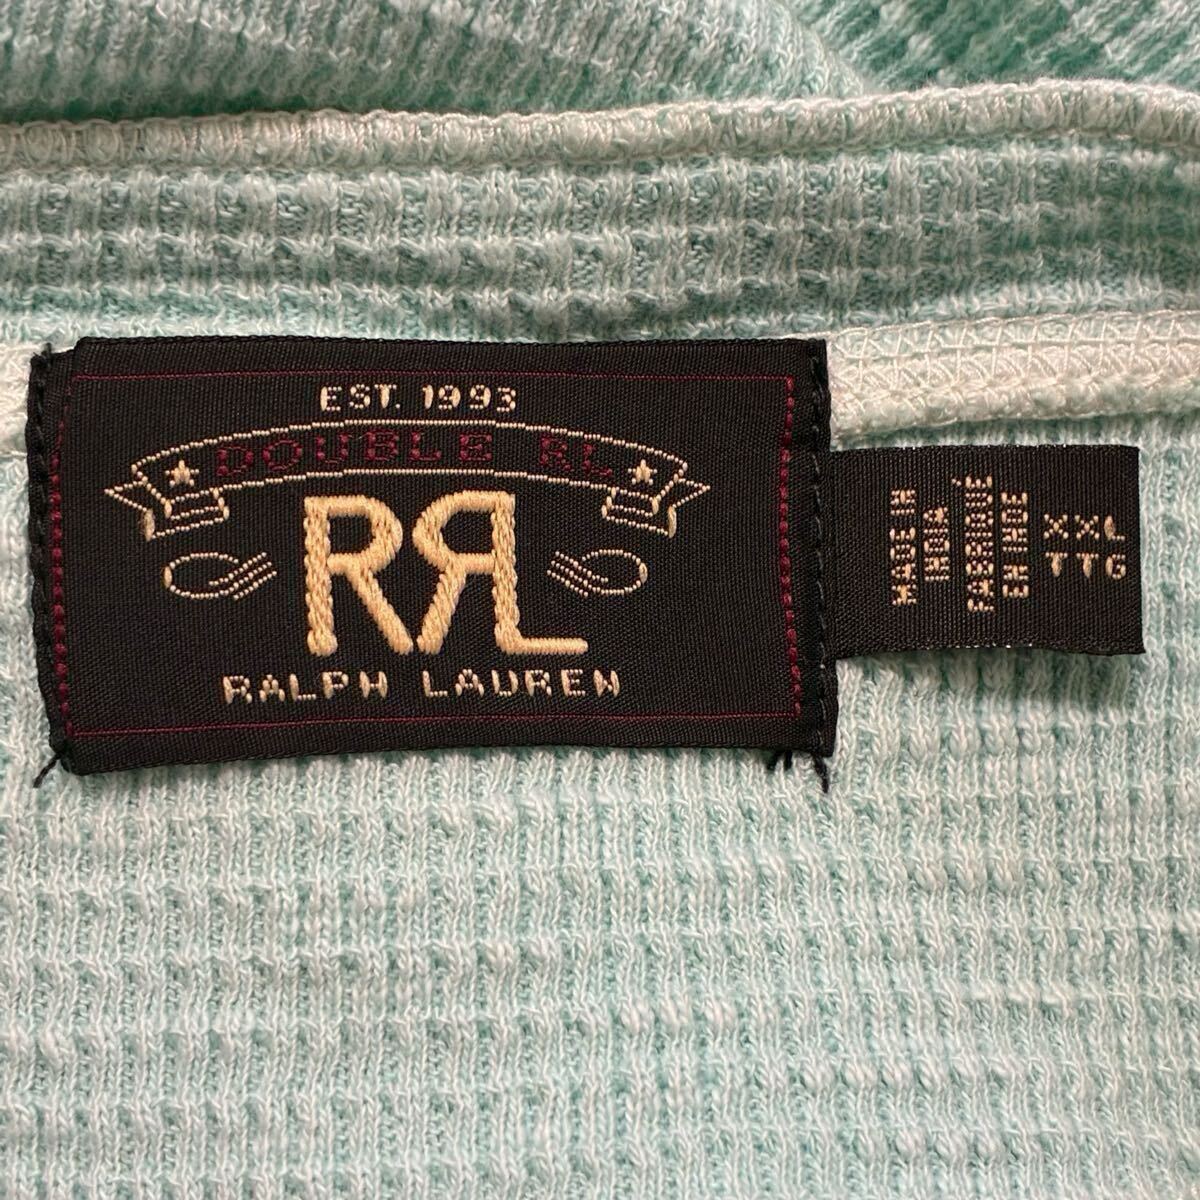 EST. 1993
DOUBLE RL
RRL
RALPH LAUREN
MADE IN
INDIA
FABRIQUÉ
EN INDE
XXL
TTG